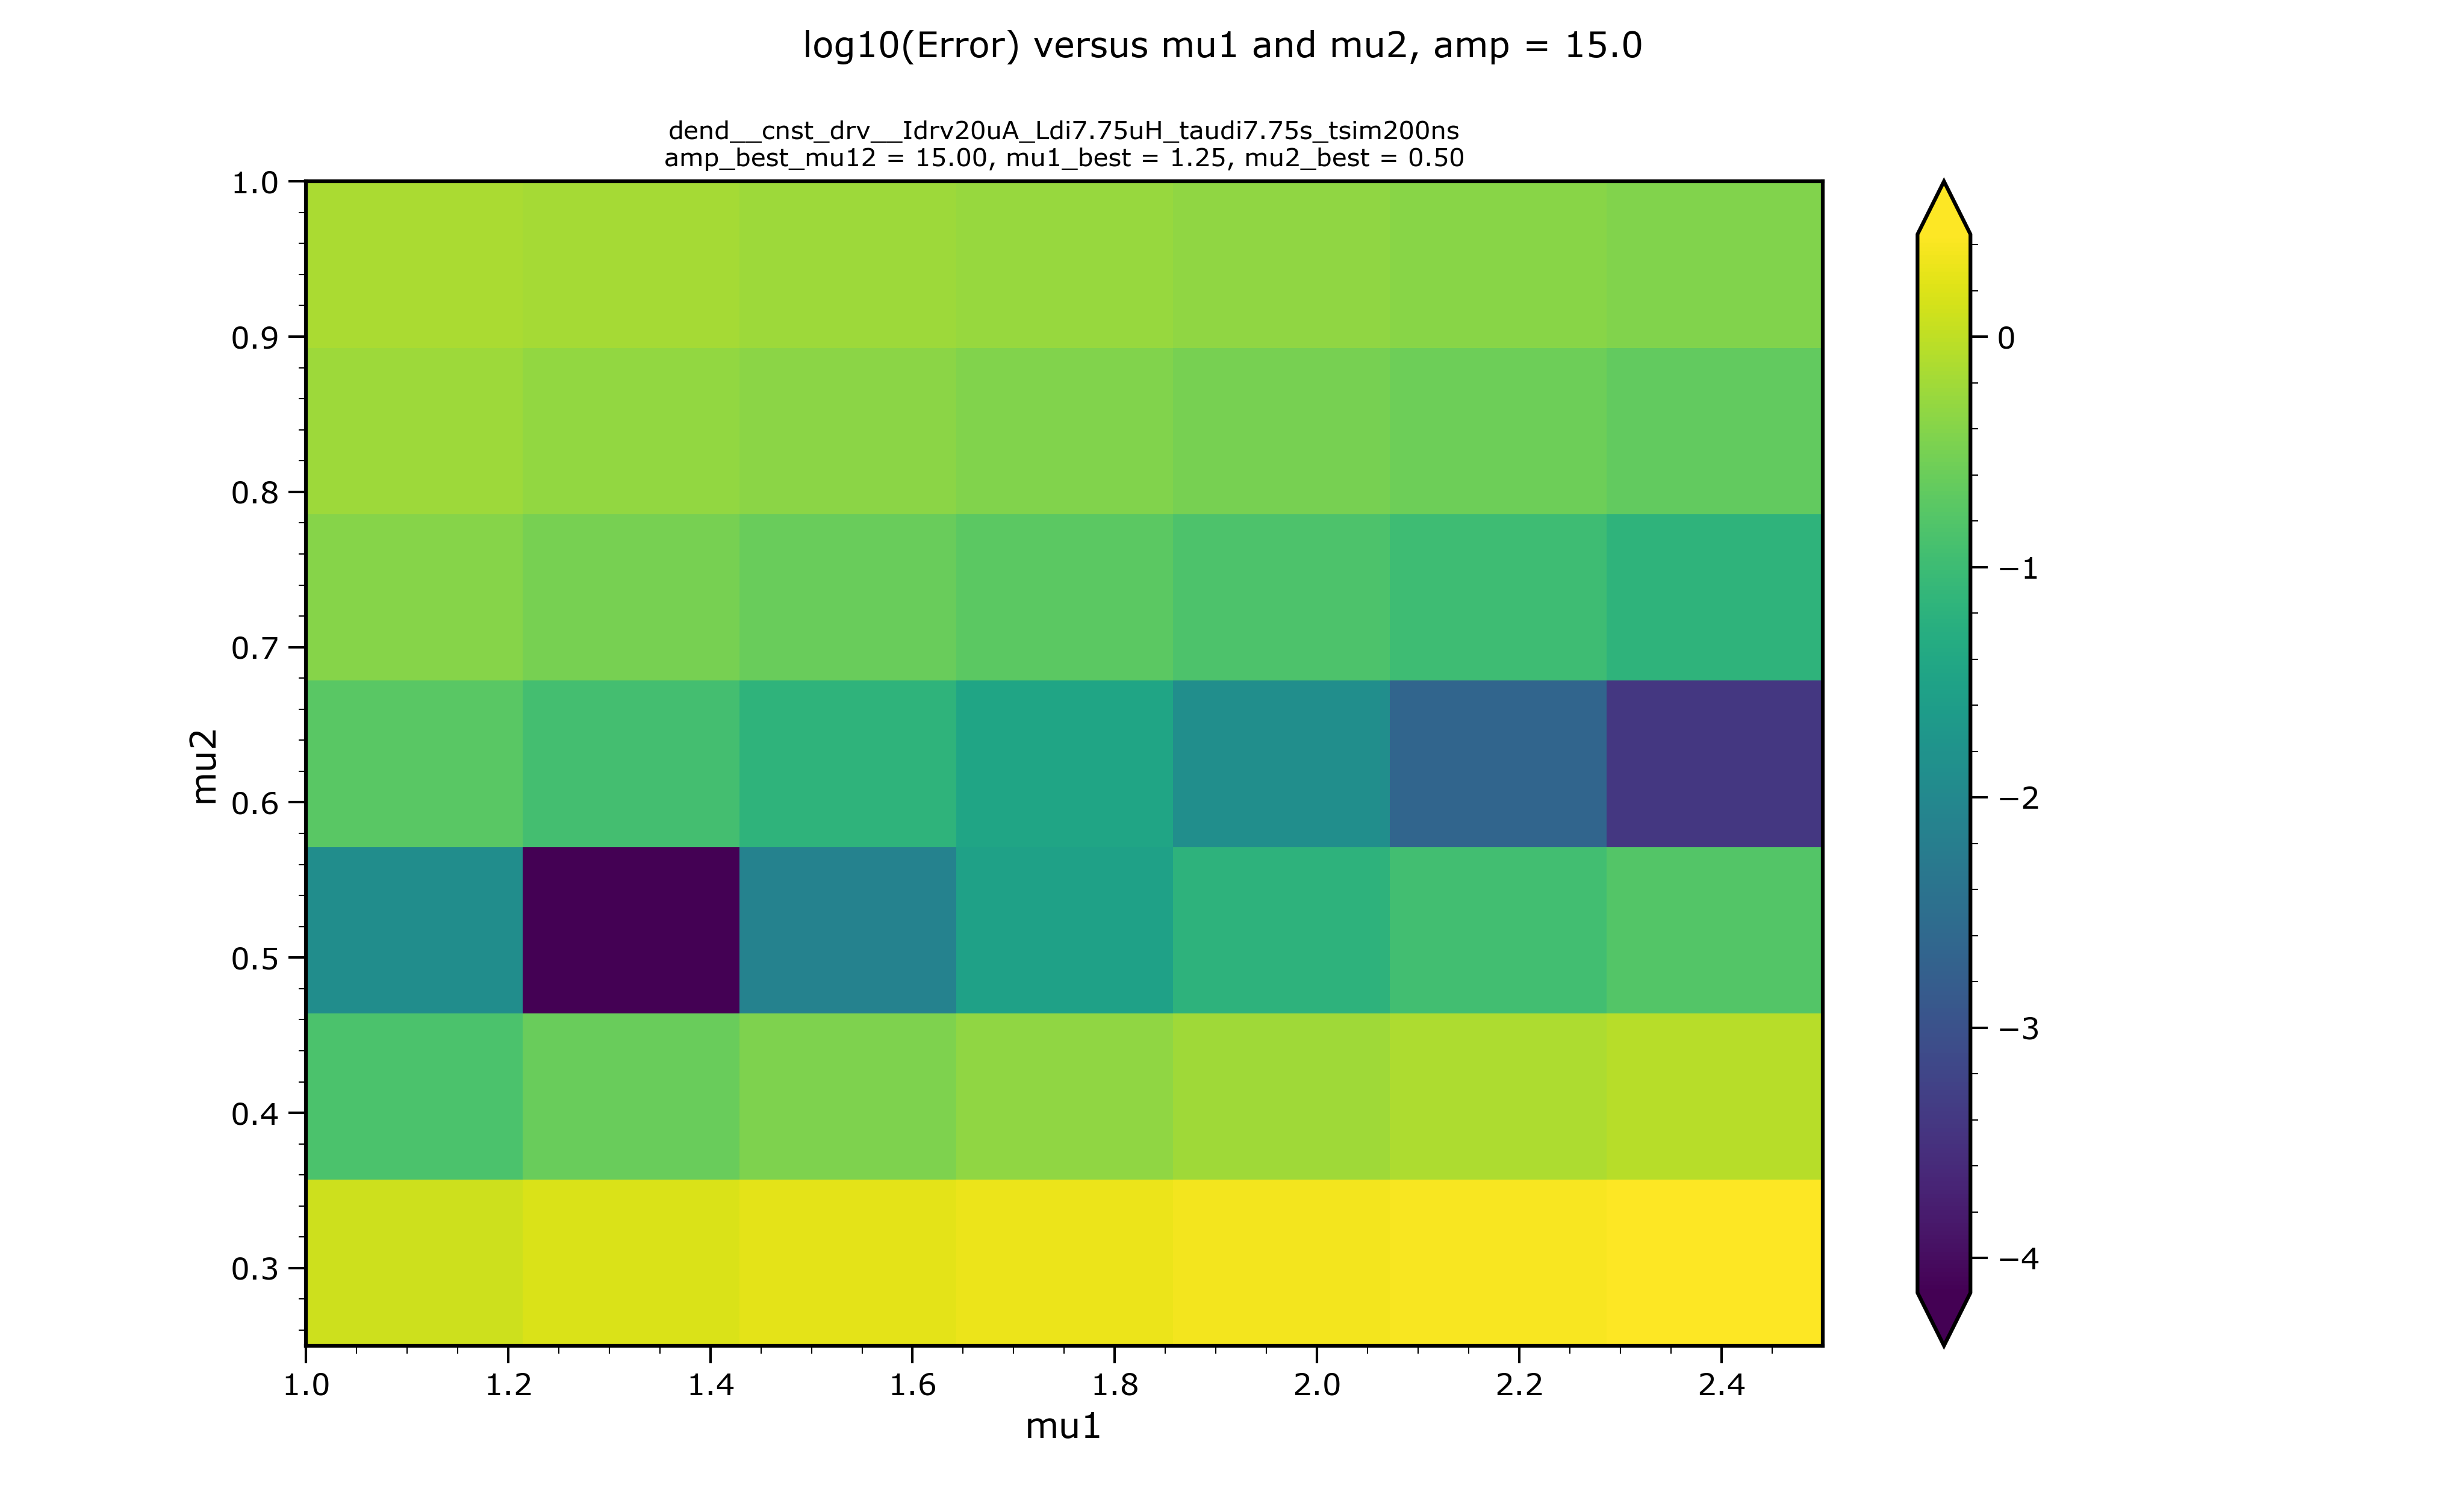 log10(Error) versus mu1 and mu2, amp = 15.0
dend__cnst_drv__Idrv20uA_Ldi7.75uH_taudi7.75s_tsim200ns
amp_best_mu12 = 15.00, mu1_best = 1.25, mu2_best = 0.50
1.0
0.9
0.8
0.7
0.6
0.5
0.4
0.3
mu2
1.0 1.2 1.4 1.6 1.8 2.0 2.2 2.4
mu1
0
−1
−2
−3
−4